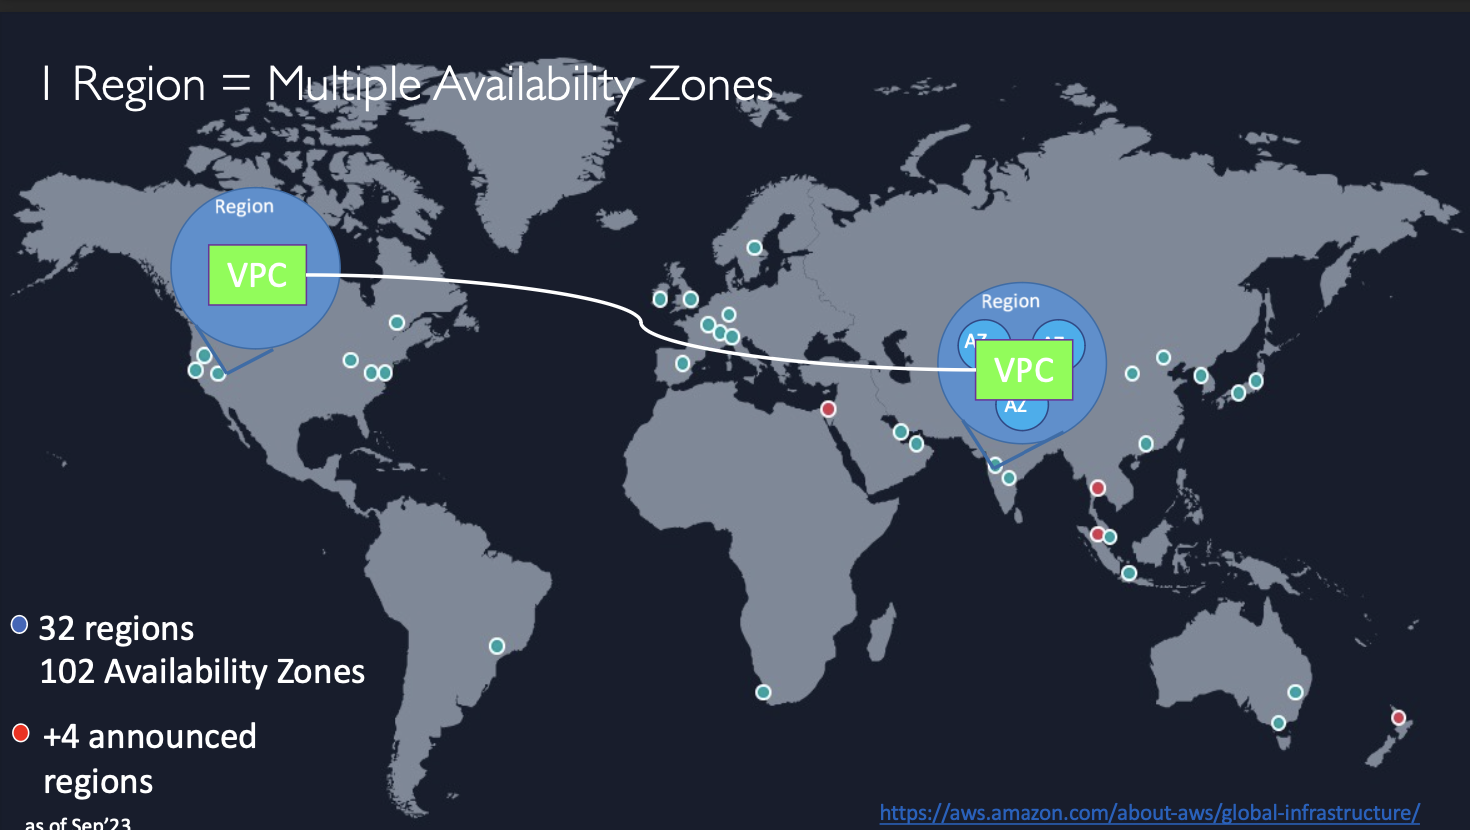 1 Region = Multiple Availability Zones
Region
VPC
Region
AZ
AZ
VPC
AZ
32 regions
102 Availability Zones
+4 announced
regions
as of Sep’23
https://aws.amazon.com/about-aws/global-infrastructure/